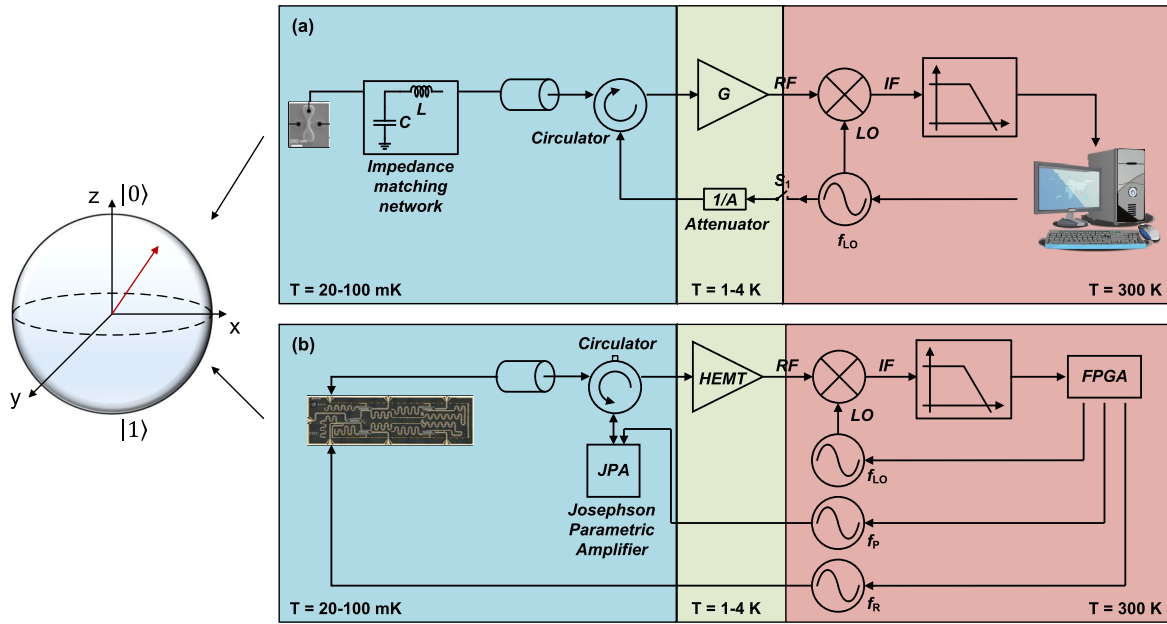 (a)
G
RF
IF
LO
L
C
Circulator
Impedance
matching
network
S1
1/A
Attenuator
fLO
T = 20-100 mK
T = 1-4 K
T = 300 K
z
|0⟩
x
y
|1⟩
(b)
Circulator
HEMT
RF
IF
LO
FPGA
JPA
Josephson
Parametric
Amplifier
fLO
fP
fR
T = 20-100 mK
T = 1-4 K
T = 300 K